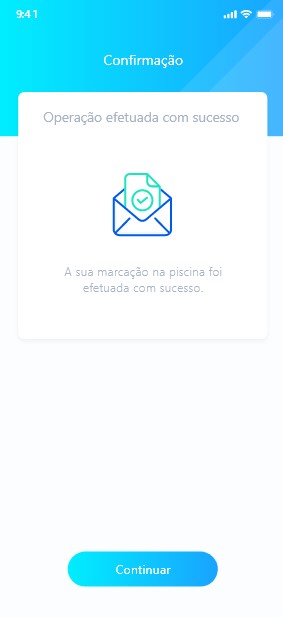 9:41
Confirmação
Operação efetuada com sucesso
A sua marcação na piscina foi
efetuada com sucesso.
Continuar